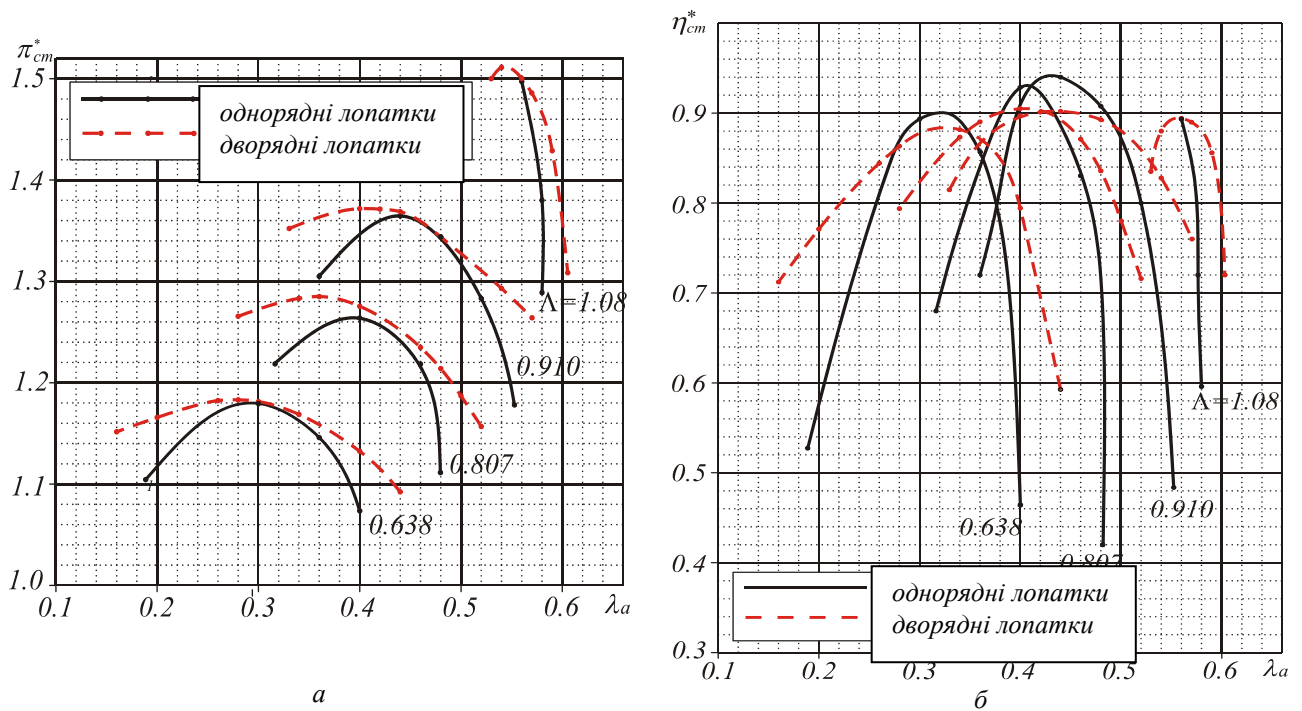 π*ст
1.5
1.4
1.3
1.2
1.1
1.0
0.1 0.2 0.3 0.4 0.5 0.6 λa
однорядні лопатки
дворядні лопатки
Λ=1.08
0.910
0.807
0.638
а
η*ст
0.9
0.8
0.7
0.6
0.5
0.4
0.3
0.1 0.2 0.3 0.4 0.5 0.6 λa
Λ=1.08
0.910
0.638
0.807
однорядні лопатки
дворядні лопатки
б